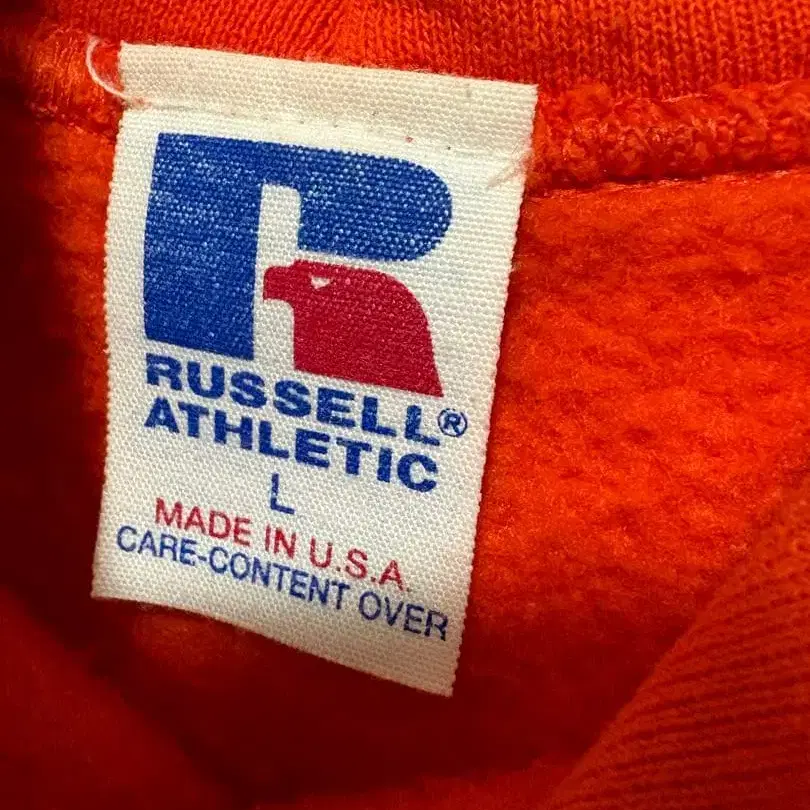 RUSSELL®
ATHLETIC
L
MADE IN U.S.A.
CARE-CONTENT OVER